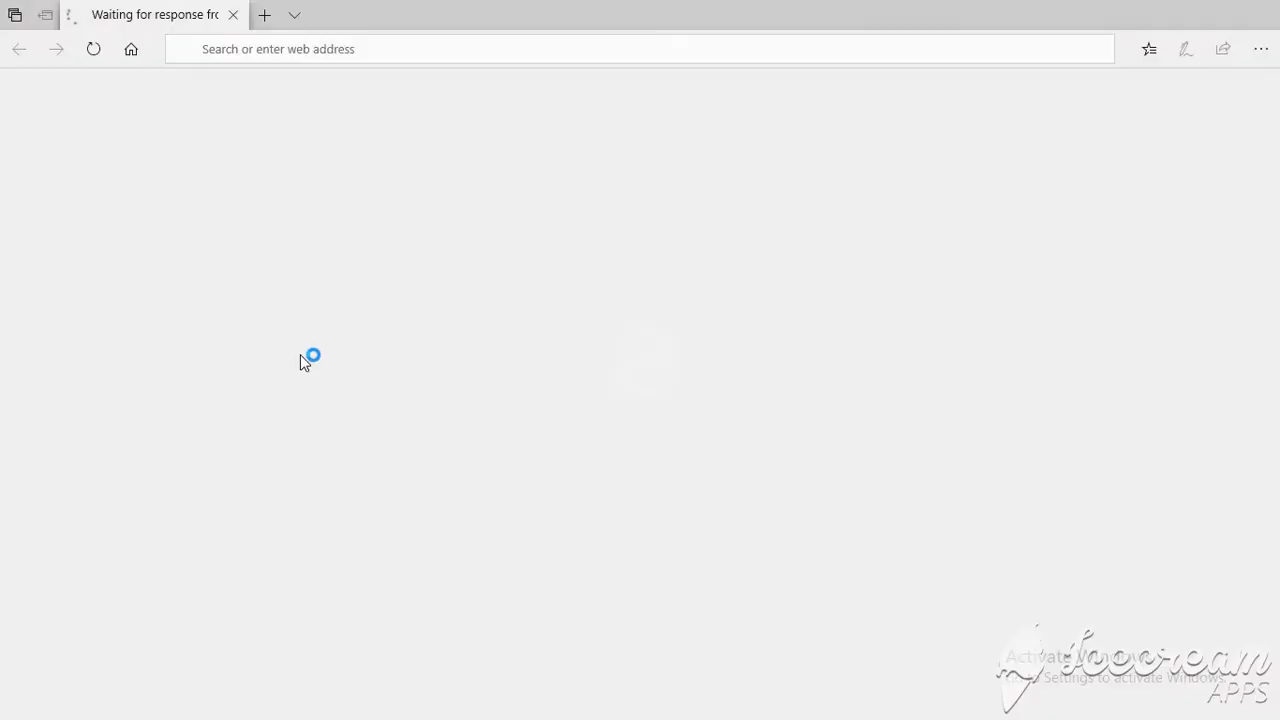 Waiting for response fro
Search or enter web address
Activate Windows
Go to Settings to activate Windows.
Icecream
APPS